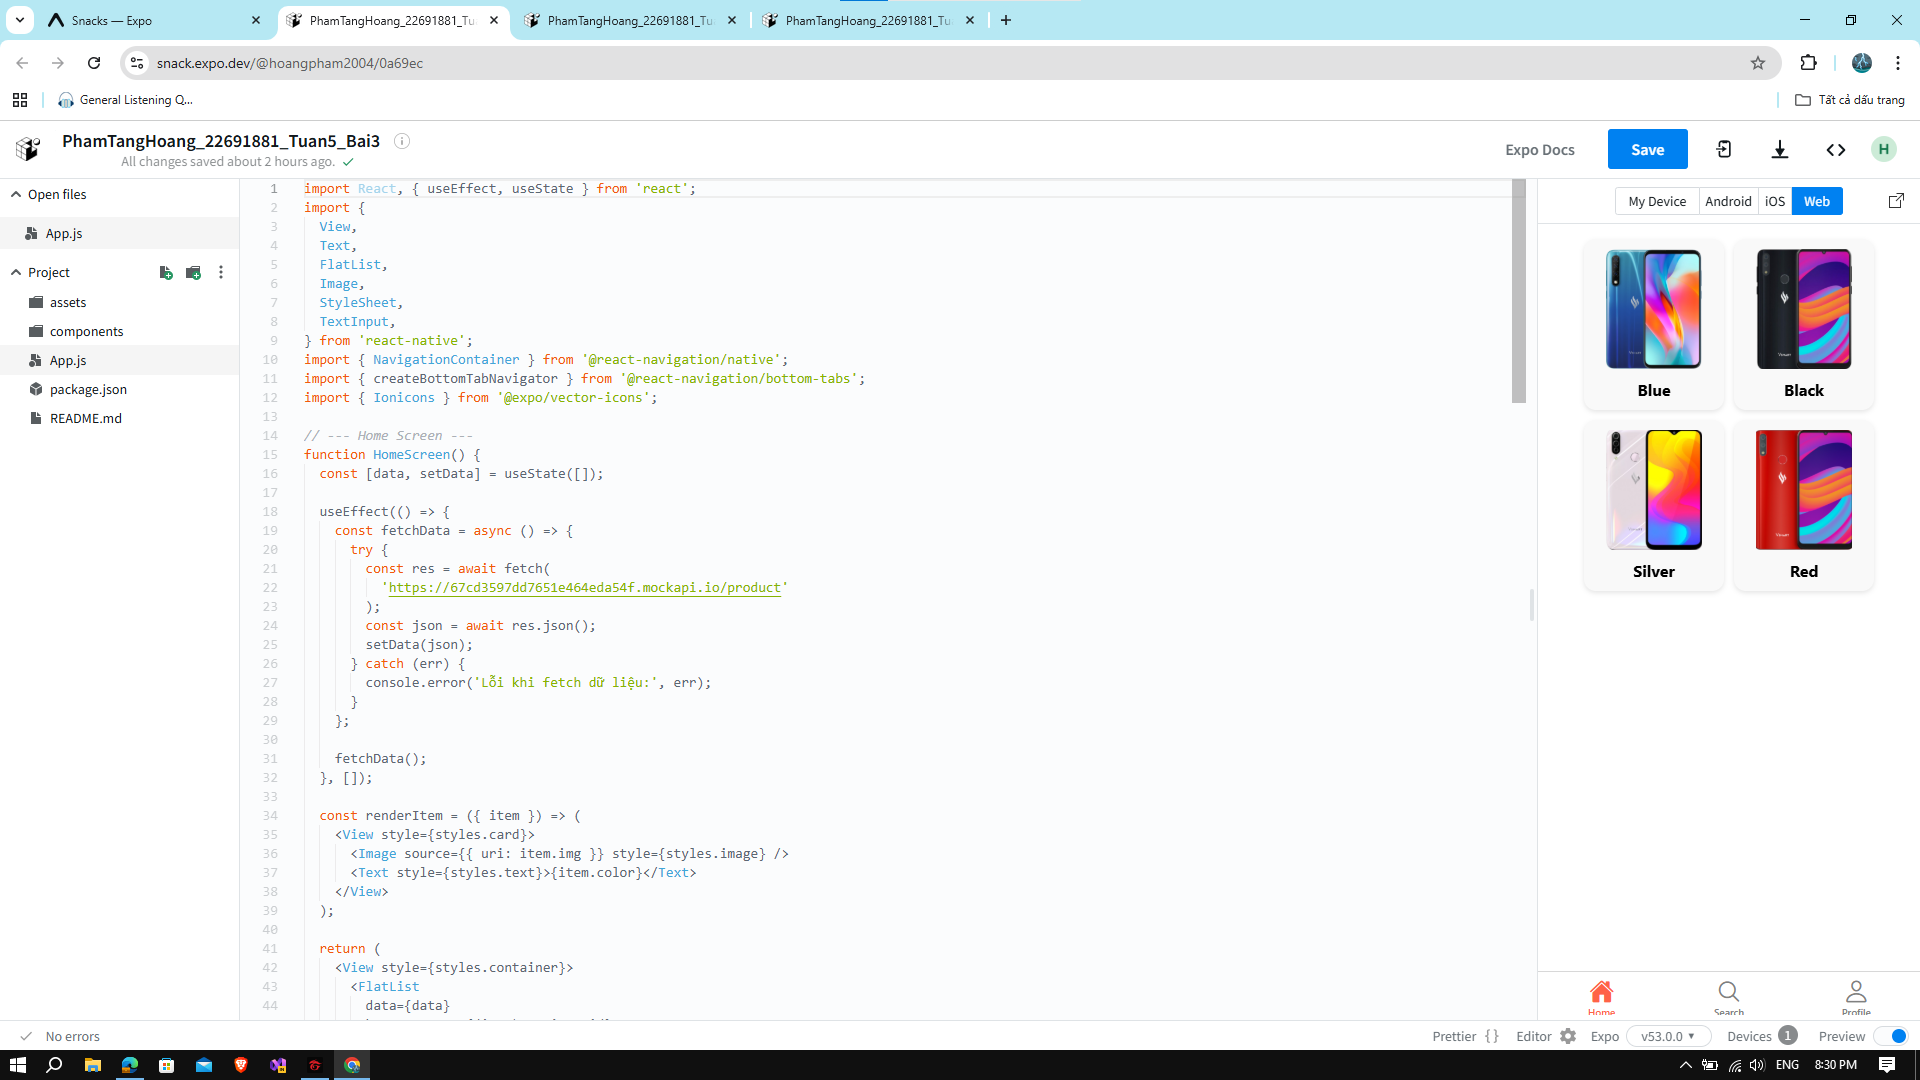 Snacks — Expo
PhamTangHoang_22691881_Tu
PhamTangHoang_22691881_Tu
PhamTangHoang_22691881_Tu
snack.expo.dev/@hoangpham2004/0a69ec
General Listening Q...
Tất cả dấu trang
PhamTangHoang_22691881_Tuan5_Bai3
All changes saved about 2 hours ago.
Expo Docs
Save
H
Open files
App.js
Project
assets
components
App.js
package.json
README.md
1 import React, { useEffect, useState } from 'react';
2 import {
3 View,
4 Text,
5 FlatList,
6 Image,
7 StyleSheet,
8 TextInput,
9 } from 'react-native';
10 import { NavigationContainer } from '@react-navigation/native';
11 import { createBottomTabNavigator } from '@react-navigation/bottom-tabs';
12 import { Ionicons } from '@expo/vector-icons';
13
14 // --- Home Screen ---
15 function HomeScreen() {
16 const [data, setData] = useState([]);
17
18 useEffect(() => {
19 const fetchData = async () => {
20 try {
21 const res = await fetch(
22 'https://67cd3597dd7651e464eda54f.mockapi.io/product'
23 );
24 const json = await res.json();
25 setData(json);
26 } catch (err) {
27 console.error('Lỗi khi fetch dữ liệu:', err);
28 }
29 };
30
31 fetchData();
32 }, []);
33
34 const renderItem = ({ item }) => (
35 <View style={styles.card}>
36 <Image source={{ uri: item.img }} style={styles.image} />
37 <Text style={styles.text}>{item.color}</Text>
38 </View>
39 );
40
41 return (
42 <View style={styles.container}>
43 <FlatList
44 data={data}
My Device
Android
iOS
Web
Blue
Black
Silver
Red
Home
Search
Profile
No errors
Prettier {}
Editor
Expo
v53.0.0
Devices
1
Preview
ENG
8:30 PM